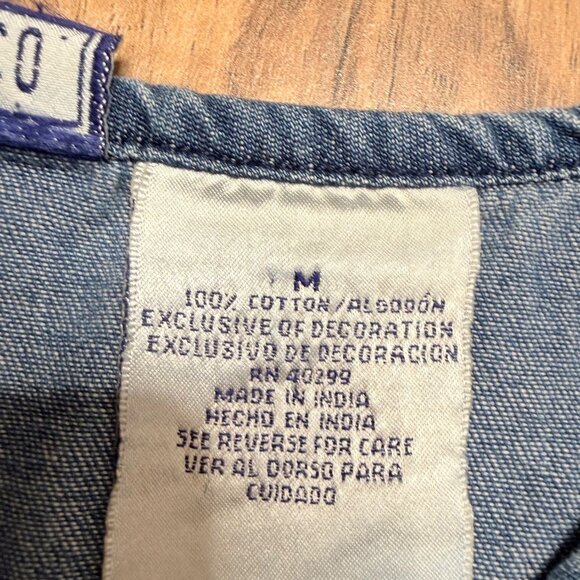 CO
M
100% COTTON/ALGODÓN
EXCLUSIVE OF DECORATION
EXCLUSIVO DE DECORACION
RN 40299
MADE IN INDIA
HECHO EN INDIA
SEE REVERSE FOR CARE
VER AL DORSO PARA
CUIDADO